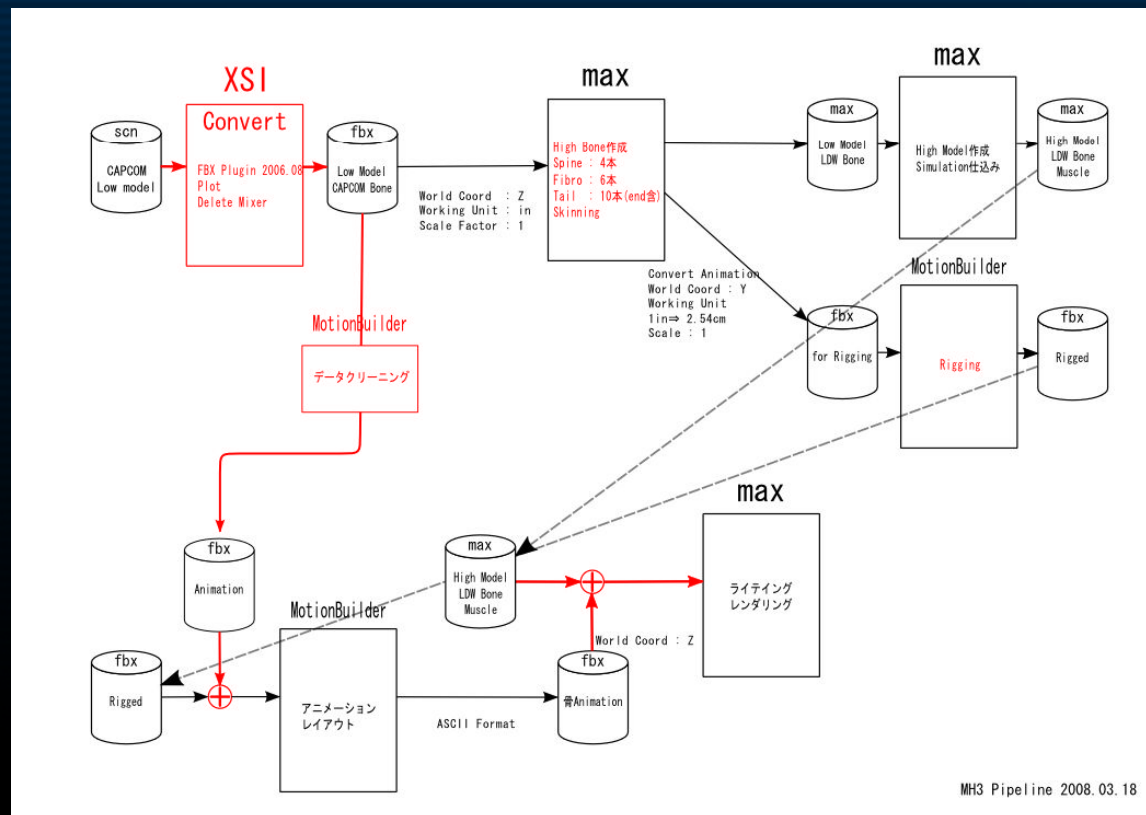 XSI
Convert
FBX Plugin 2006.08
Plot
Delete Mixer
scn
CAPCOM
Low model
fbx
Low Model
CAPCOM Bone
World Coord : Z
Working Unit : in
Scale Factor : 1
max
High Bone作成
Spine : 4本
Fibro : 6本
Tail : 10本(end含)
Skinning
max
Low Model
LDW Bone
max
High Model作成
Simulation仕込み
max
High Model
LDW Bone
Muscle
Convert Animation
World Coord : Y
Working Unit
1in⇒ 2.54cm
Scale : 1
fbx
for Rigging
MotionBuilder
Rigging
fbx
Rigged
MotionBuilder
データクリーニング
fbx
Animation
fbx
Rigged
MotionBuilder
アニメーション
レイアウト
ASCII Format
max
High Model
LDW Bone
Muscle
World Coord : Z
fbx
骨Animation
max
ライテイング
レンダリング
MH3 Pipeline 2008.03.18